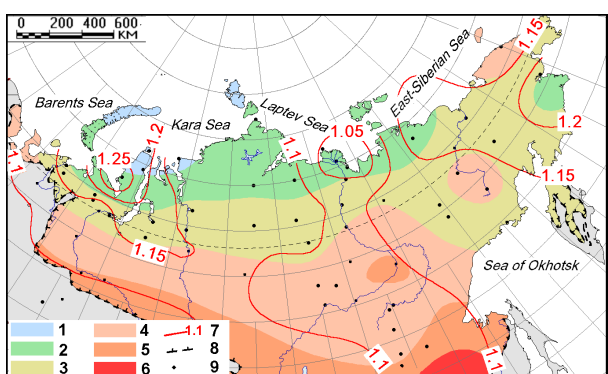 0 200 400 600
KM
1.15
East-Siberian Sea
Barents Sea
Laptev Sea
Kara Sea
1.2
1.2
1.05
1.1
1.1
1.25
1.15
1.15
Sea of Okhotsk
1.1
1.1
1
2
3
4
5
6
1.1 7
8
9